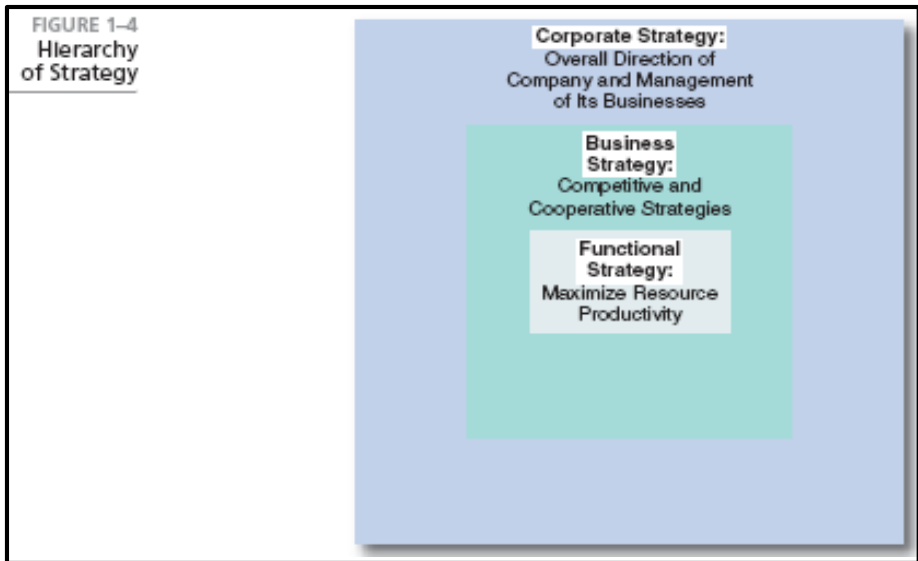 FIGURE 1–4
Hierarchy
of Strategy
Corporate Strategy:
Overall Direction of
Company and Management
of Its Businesses
Business
Strategy:
Competitive and
Cooperative Strategies
Functional
Strategy:
Maximize Resource
Productivity